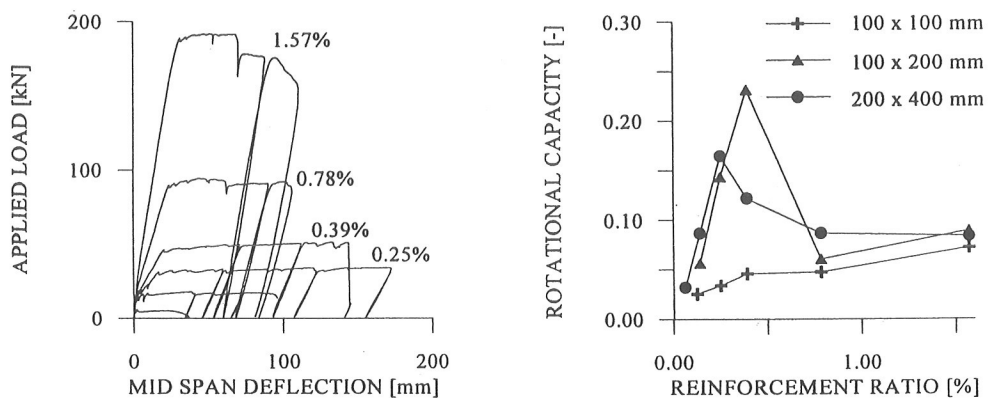 200
100
0
APPLIED LOAD [kN]
1.57%
0.78%
0.39%
0.25%
0 100 200
MID SPAN DEFLECTION [mm]
0.30
0.20
0.10
0.00
ROTATIONAL CAPACITY [-]
100 x 100 mm
100 x 200 mm
200 x 400 mm
0.00 1.00
REINFORCEMENT RATIO [%]